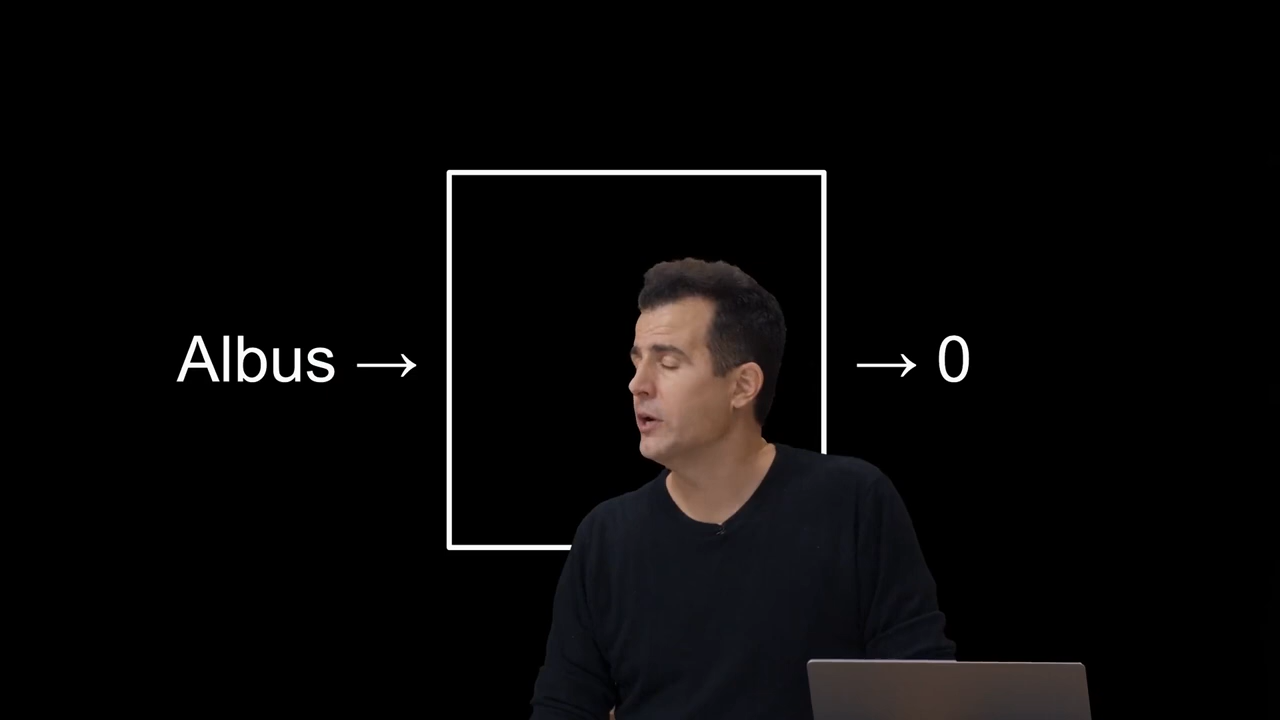 Albus → → 0